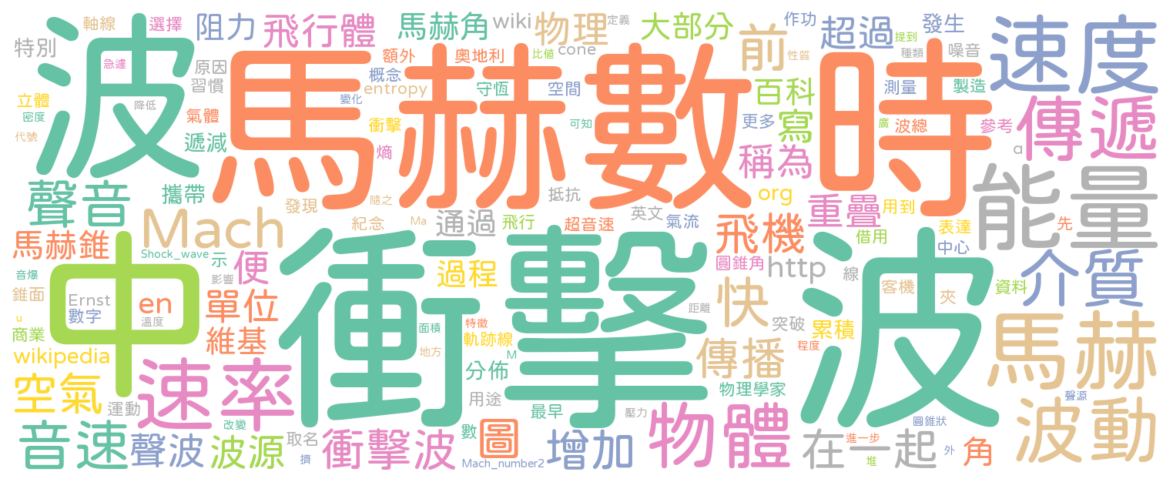 軸線
選擇
阻力
飛行體
馬赫角
wiki
物理
定義
大部分
作功
超過
提到
發生
特別
波
急遽
原因
習慣
額外
奧地利
比值
cone
前
性質
種類
噪音
速度
概念
entropy
守恆
空間
百科
測量
製造
立體
密度
降低
氣體
變化
馬赫數
時
衝擊
可知
更多
寫
廣
波總
參考
傳遞
代號
遞減
熵
稱為
a
聲音
攜帶
隨之
抵抗
org
能量
發現
Mach
紀念
Ma
通過
飛行
超音速
英文
氣流
飛機
重疊
用到
借用
表達
中心
先
馬赫錐
Shock_wave
示
便
過程
衝擊
波
圓錐角
http
線
介質
音爆
影響
中
錐面
Ernst
數字
en
溫度
單位
維基
距離
快
客機
夾
資料
u
商業
wikipedia
面積
地方
特徵
軌跡線
M
傳播
突破
累積
程度
馬赫
空氣
運動
速率
分佈
物理學家
聲源
用途
最早
壓力
改變
數
圖
圓錐狀
音速
聲波
波源
取名
擠
衝擊波
Mach_number2
增加
物體
在一起
進一步
堆
外
角
波動